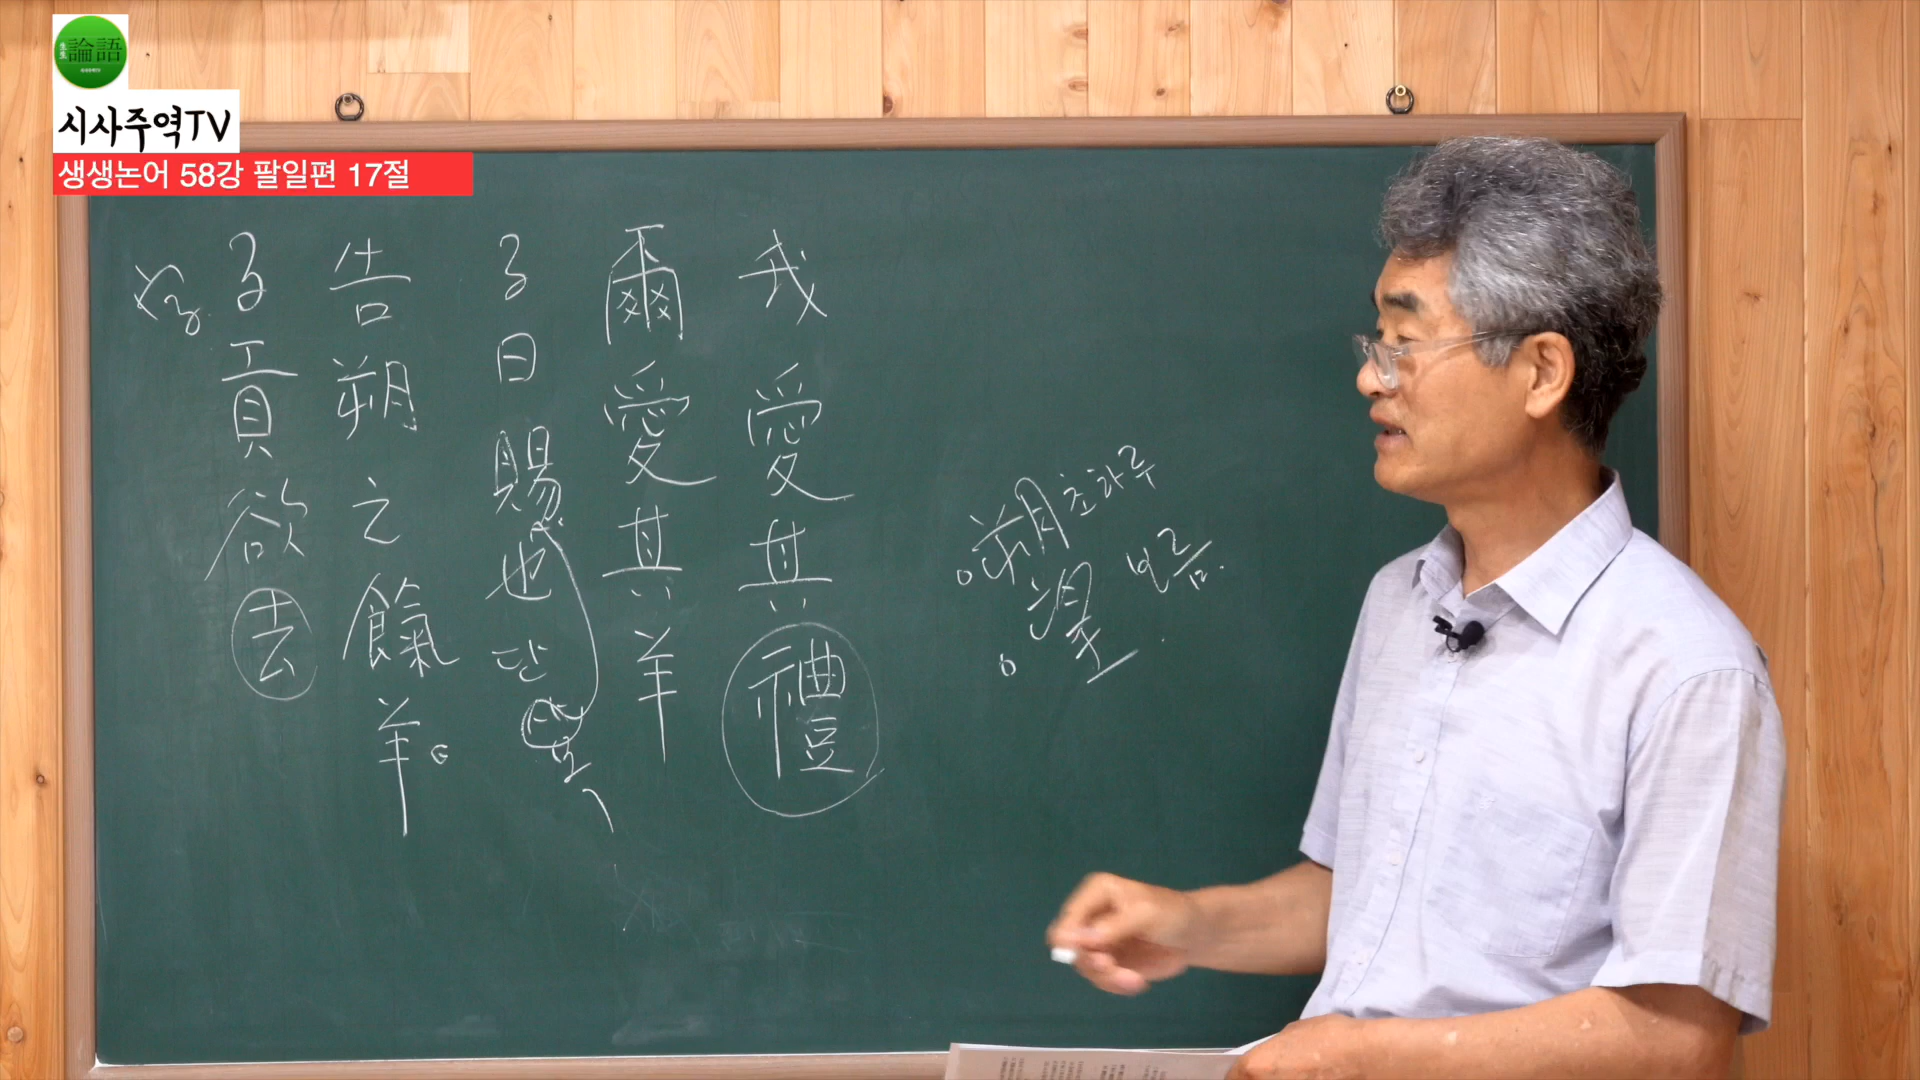 生生
論語
시사주역TV
생생논어 58강 팔일편 17절
子貢欲去
告朔之餼羊
子曰賜也
爾愛其羊
我愛其禮
朔 초하루
望 보름